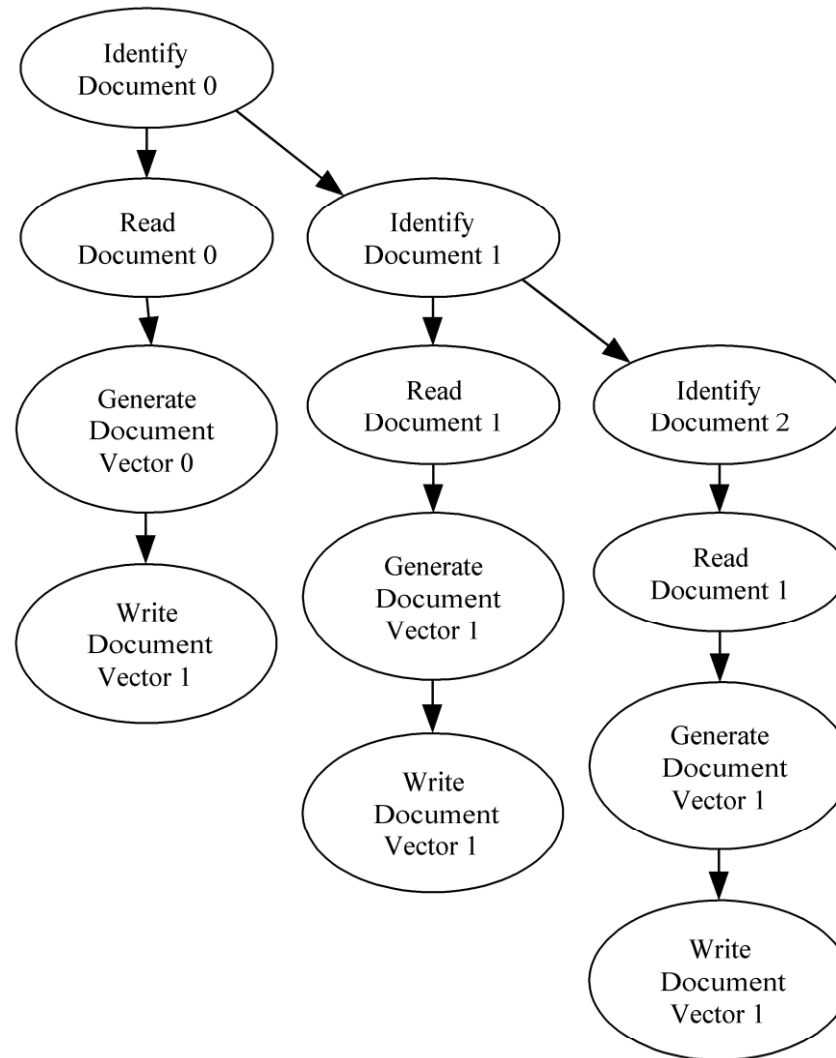 Identify
Document 0
Read
Document 0
Generate
Document
Vector 0
Write
Document
Vector 1
Identify
Document 1
Read
Document 1
Generate
Document
Vector 1
Write
Document
Vector 1
Identify
Document 2
Read
Document 1
Generate
Document
Vector 1
Write
Document
Vector 1